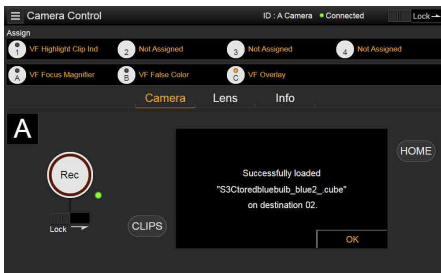 Camera Control
ID : A Camera Connected
Lock
Assign
1 VF Highlight Clip Ind
2 Not Assigned
3 Not Assigned
4 Not Assigned
A VF Focus Magnifier
B VF False Color
C VF Overlay
Camera Lens Info
A
HOME
Rec
Successfully loaded
"S3Ctoredbluebulb_blue2_.cube"
on destination 02.
CLIPS
Lock
OK